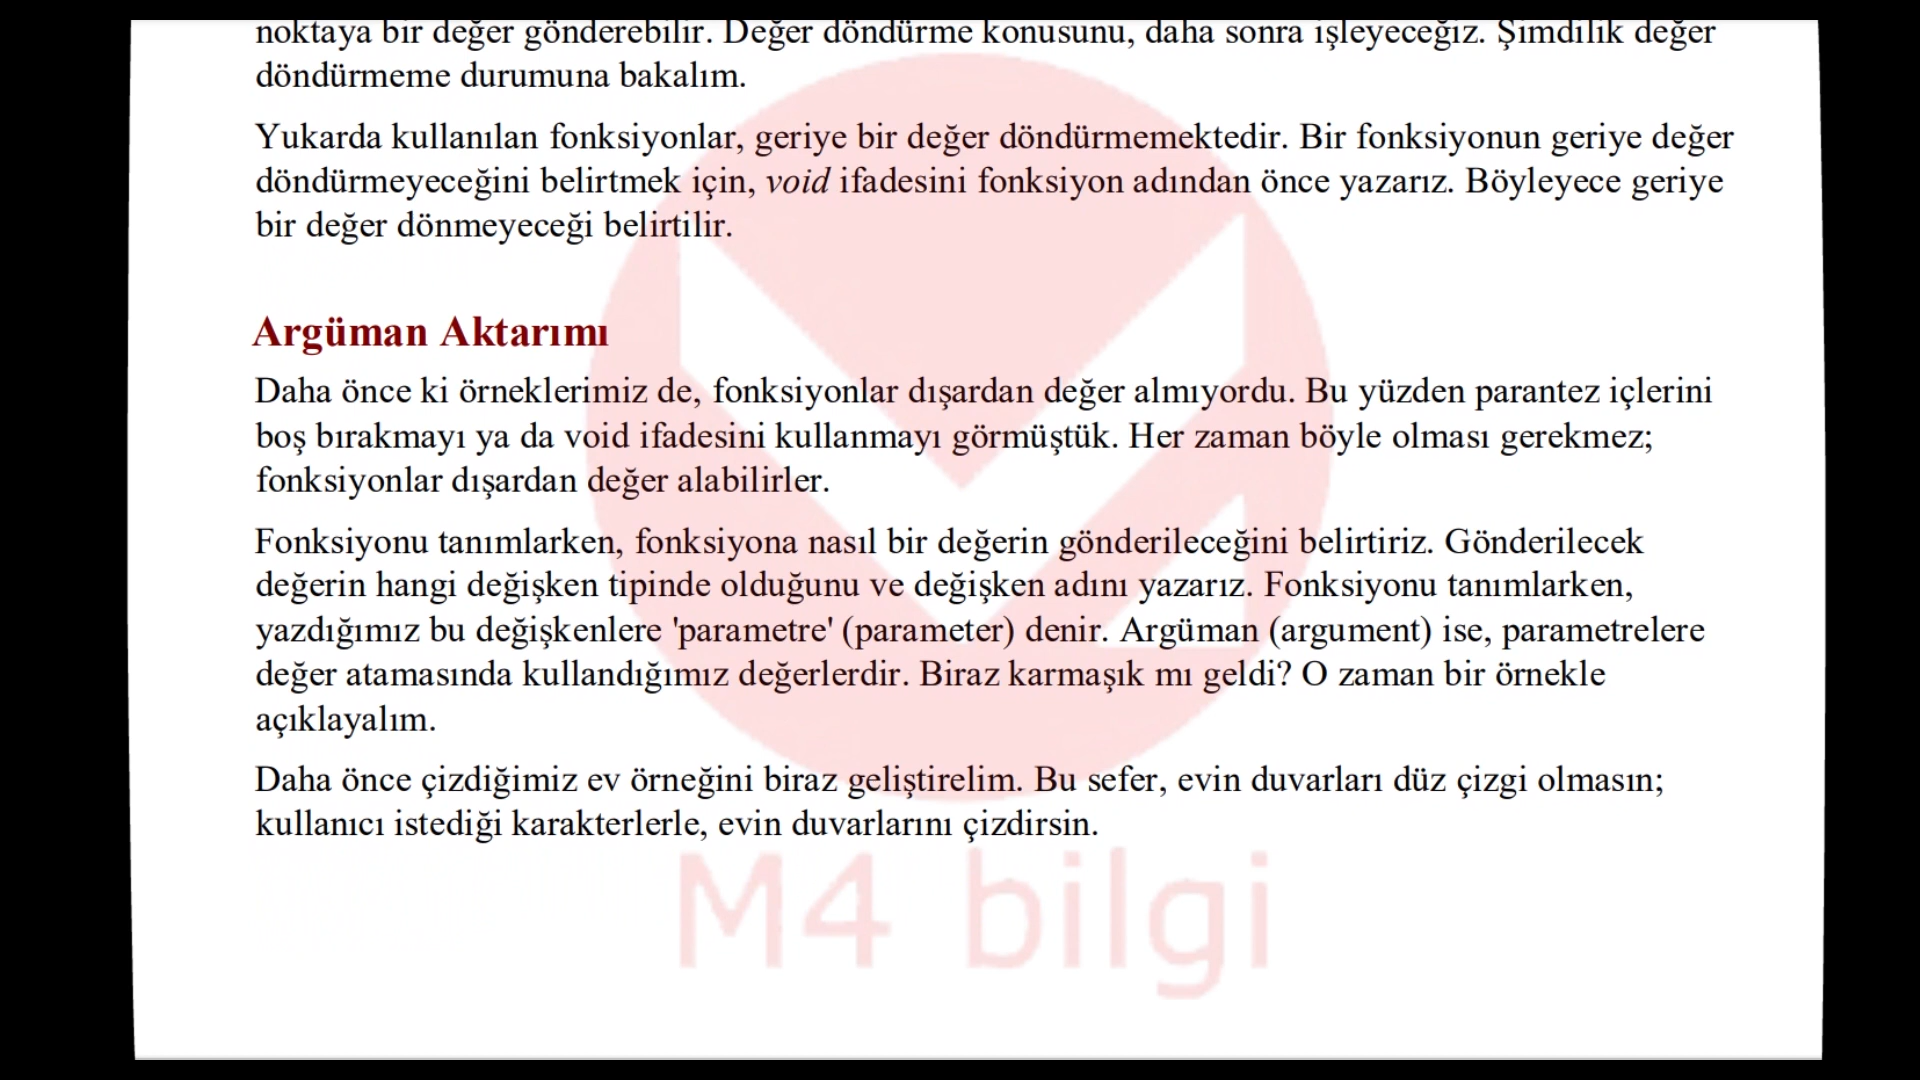 noktaya bir değer gönderebilir. Değer döndürme konusunu, daha sonra işleyeceğiz. Şimdilik değer
döndürmeme durumuna bakalım.
Yukarda kullanılan fonksiyonlar, geriye bir değer döndürmemektedir. Bir fonksiyonun geriye değer
döndürmeyeceğini belirtmek için, void ifadesini fonksiyon adından önce yazarız. Böyleyece geriye
bir değer dönmeyeceği belirtilir.
Argüman Aktarımı
Daha önce ki örneklerimiz de, fonksiyonlar dışardan değer almıyordu. Bu yüzden parantez içlerini
boş bırakmayı ya da void ifadesini kullanmayı görmüştük. Her zaman böyle olması gerekmez;
fonksiyonlar dışardan değer alabilirler.
Fonksiyonu tanımlarken, fonksiyona nasıl bir değerin gönderileceğini belirtiriz. Gönderilecek
değerin hangi değişken tipinde olduğunu ve değişken adını yazarız. Fonksiyonu tanımlarken,
yazdığımız bu değişkenlere 'parametre' (parameter) denir. Argüman (argument) ise, parametrelere
değer atamasında kullandığımız değerlerdir. Biraz karmaşık mı geldi? O zaman bir örnekle
açıklayalım.
Daha önce çizdiğimiz ev örneğini biraz geliştirelim. Bu sefer, evin duvarları düz çizgi olmasın;
kullanıcı istediği karakterlerle, evin duvarlarını çizdirsin.
M4 bilgi